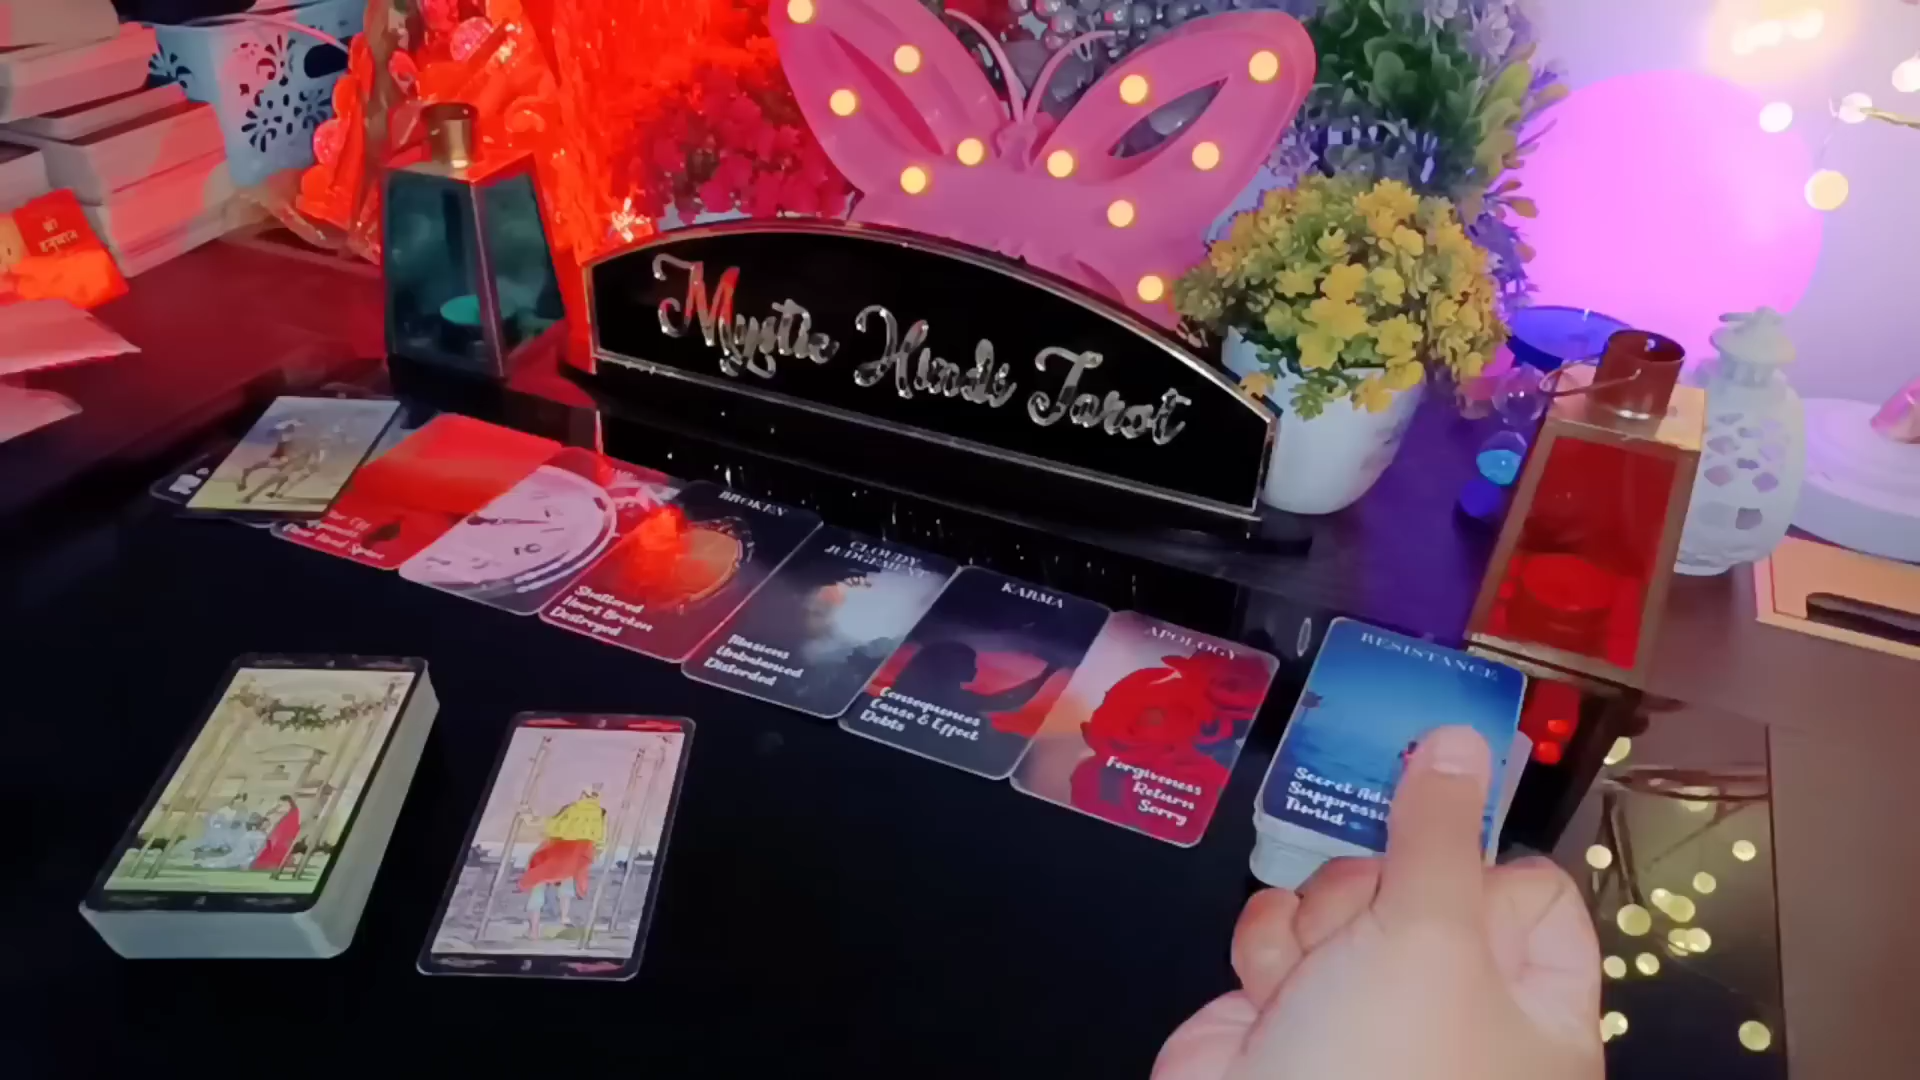 श्री
हनुमान
Mystic Hindi Tarot
BROKEN
Shattered
Heart Broken
Destroyed
CLOUDY
JUDGEMENT
Illusions
Unbalanced
Distorted
KARMA
Consequences
Cause & Effect
Debts
APOLOGY
Forgiveness
Return
Sorry
RESISTANCE
Secret
Timid